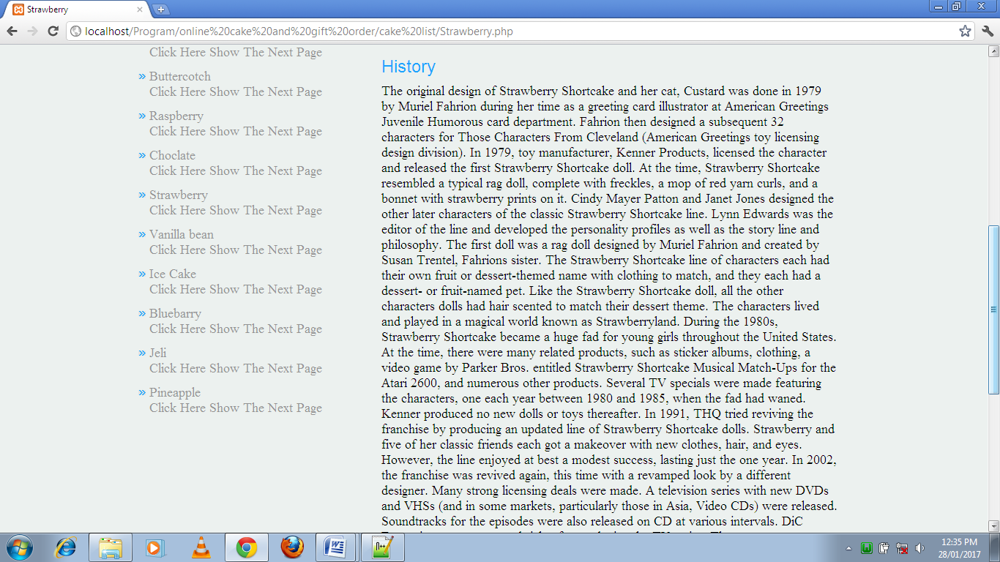 Strawberry
localhost/Program/online%20cake%20and%20gift%20order/cake%20list/Strawberry.php
Click Here Show The Next Page
» Buttercotch
Click Here Show The Next Page
» Raspberry
Click Here Show The Next Page
» Choclate
Click Here Show The Next Page
» Strawberry
Click Here Show The Next Page
» Vanilla bean
Click Here Show The Next Page
» Ice Cake
Click Here Show The Next Page
» Bluebarry
Click Here Show The Next Page
» Jeli
Click Here Show The Next Page
» Pineapple
Click Here Show The Next Page
History
The original design of Strawberry Shortcake and her cat, Custard was done in 1979
by Muriel Fahrion during her time as a greeting card illustrator at American Greetings
Juvenile Humorous card department. Fahrion then designed a subsequent 32
characters for Those Characters From Cleveland (American Greetings toy licensing
design division). In 1979, toy manufacturer, Kenner Products, licensed the character
and released the first Strawberry Shortcake doll. At the time, Strawberry Shortcake
resembled a typical rag doll, complete with freckles, a mop of red yarn curls, and a
bonnet with strawberry prints on it. Cindy Mayer Patton and Janet Jones designed the
other later characters of the classic Strawberry Shortcake line. Lynn Edwards was the
editor of the line and developed the personality profiles as well as the story line and
philosophy. The first doll was a rag doll designed by Muriel Fahrion and created by
Susan Trentel, Fahrions sister. The Strawberry Shortcake line of characters each had
their own fruit or dessert-themed name with clothing to match, and they each had a
dessert- or fruit-named pet. Like the Strawberry Shortcake doll, all the other
characters dolls had hair scented to match their dessert theme. The characters lived
and played in a magical world known as Strawberryland. During the 1980s,
Strawberry Shortcake became a huge fad for young girls throughout the United States.
At the time, there were many related products, such as sticker albums, clothing, a
video game by Parker Bros. entitled Strawberry Shortcake Musical Match-Ups for the
Atari 2600, and numerous other products. Several TV specials were made featuring
the characters, one each year between 1980 and 1985, when the fad had waned.
Kenner produced no new dolls or toys thereafter. In 1991, THQ tried reviving the
franchise by producing an updated line of Strawberry Shortcake dolls. Strawberry and
five of her classic friends each got a makeover with new clothes, hair, and eyes.
However, the line enjoyed at best a modest success, lasting just the one year. In 2002,
the franchise was revived again, this time with a revamped look by a different
designer. Many strong licensing deals were made. A television series with new DVDs
and VHSs (and in some markets, particularly those in Asia, Video CDs) were released.
Soundtracks for the episodes were also released on CD at various intervals. DiC
12:35 PM
28/01/2017